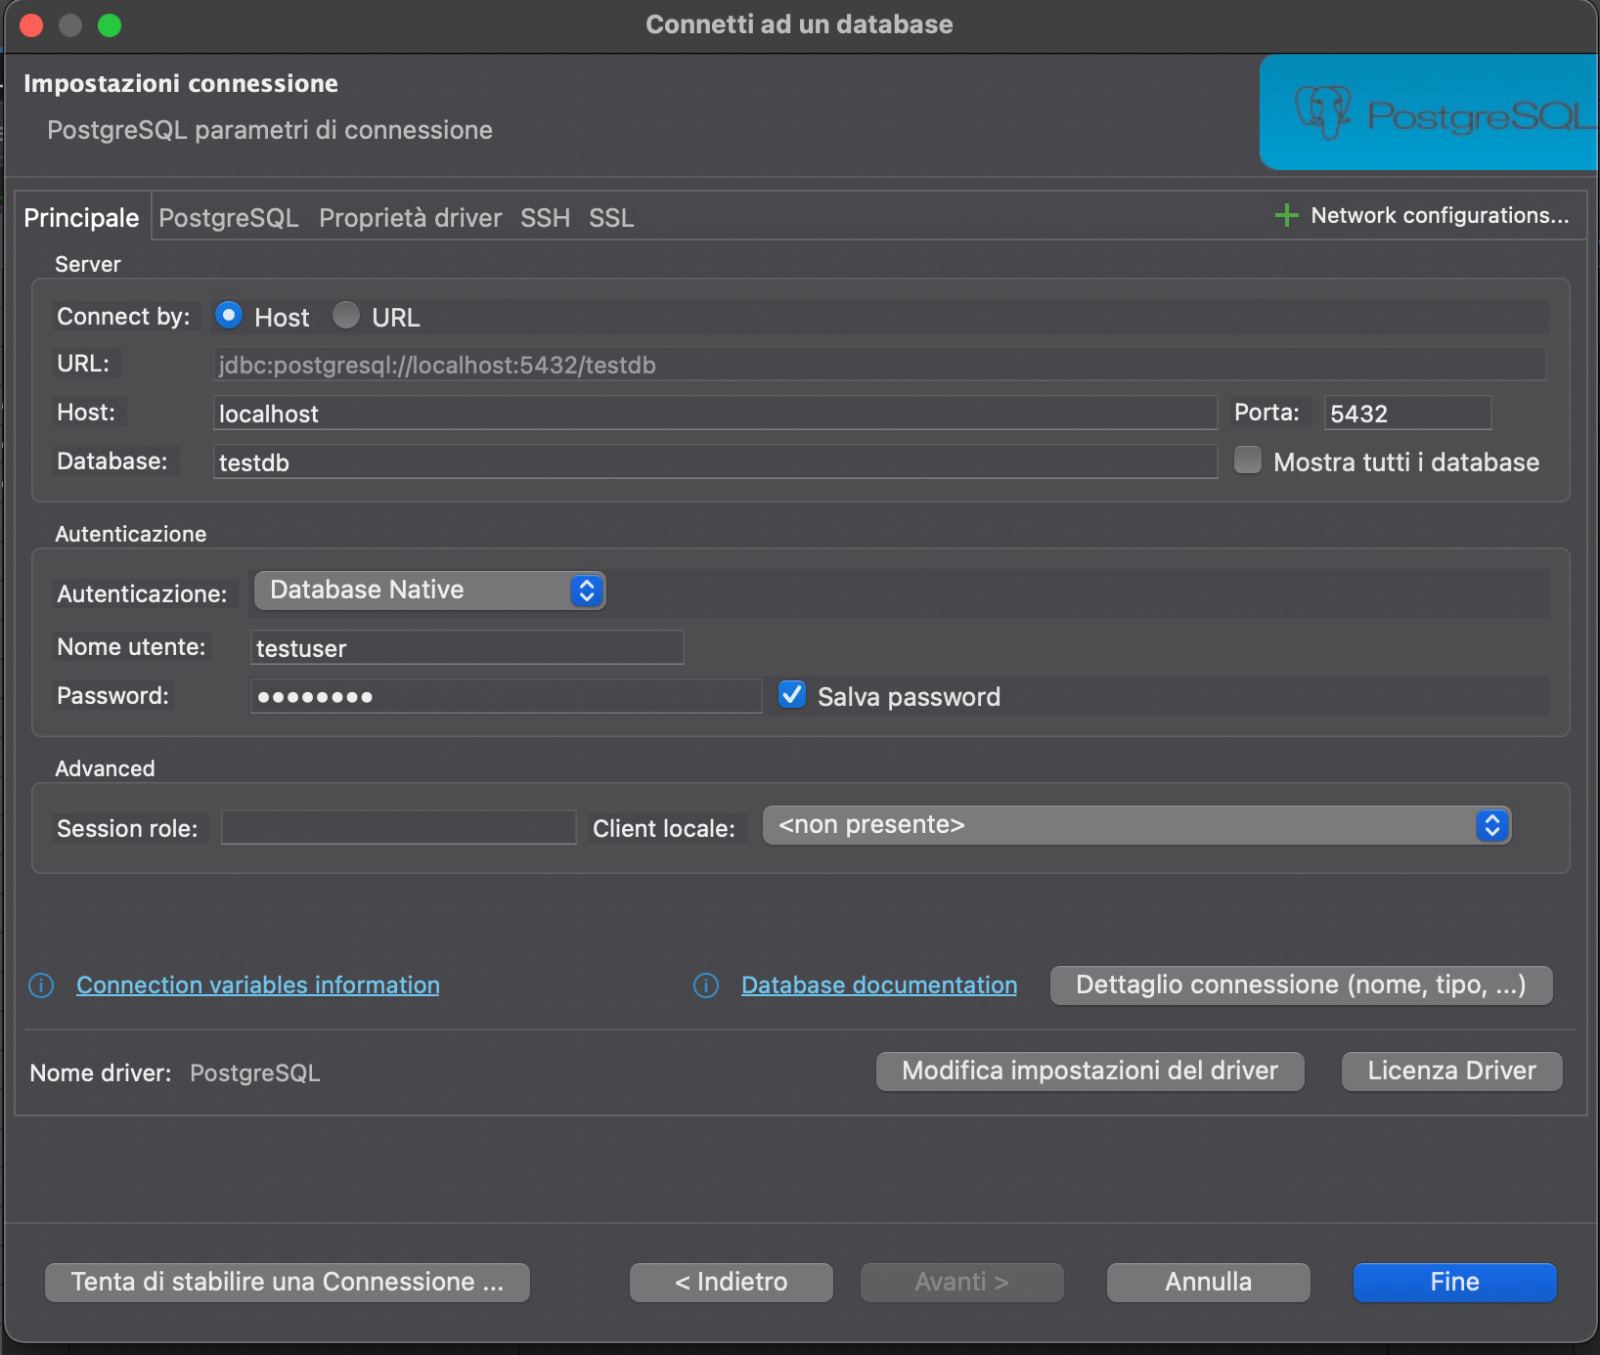 Connetti ad un database
Impostazioni connessione
PostgreSQL parametri di connessione
PostgreSQL
Principale PostgreSQL Proprietà driver SSH SSL Network configurations...
Server
Connect by: Host URL
URL: jdbc:postgresql://localhost:5432/testdb
Host: localhost Porta: 5432
Database: testdb Mostra tutti i database
Autenticazione
Autenticazione: Database Native
Nome utente: testuser
Password: •••••••• Salva password
Advanced
Session role: Client locale: <non presente>
Connection variables information Database documentation Dettaglio connessione (nome, tipo, ...)
Nome driver: PostgreSQL Modifica impostazioni del driver Licenza Driver
Tenta di stabilire una Connessione ... < Indietro Avanti > Annulla Fine